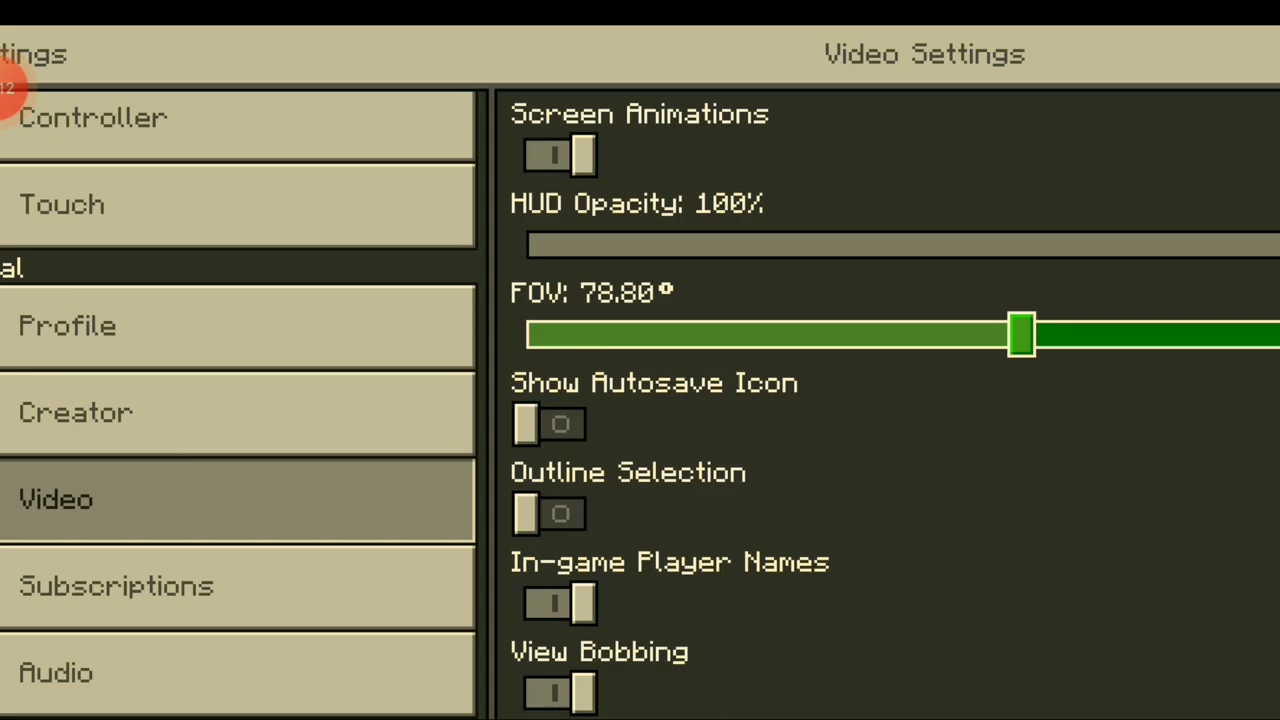 tings
Video Settings
12
Controller
Touch
al
Profile
Creator
Video
Subscriptions
Audio
Screen Animations
HUD Opacity: 100%
FOV: 78.80°
Show Autosave Icon
Outline Selection
In-game Player Names
View Bobbing